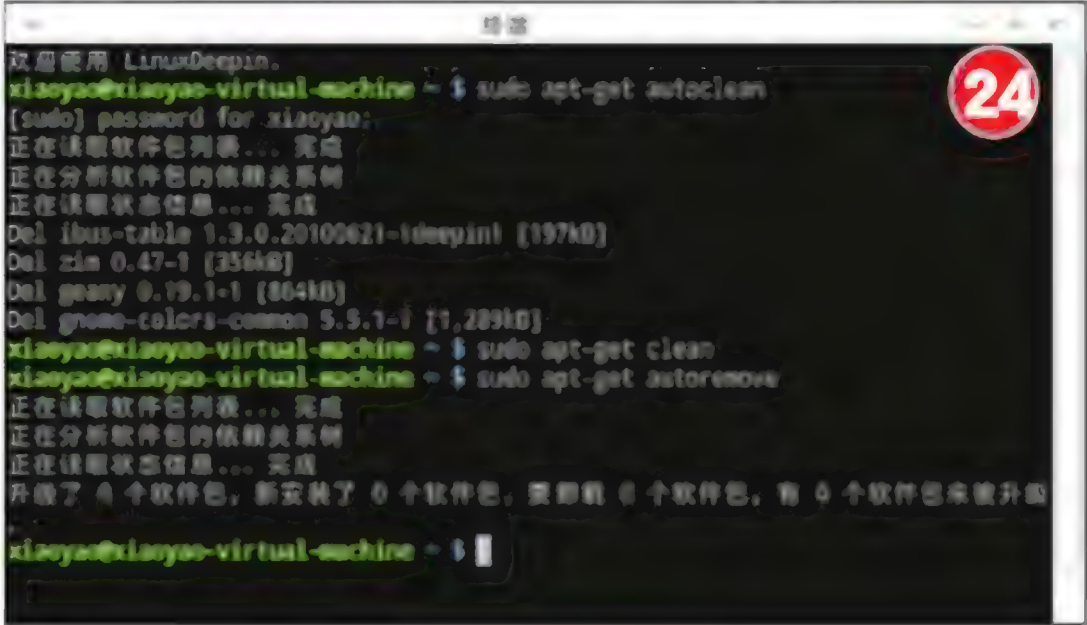 终端
欢迎使用 LinuxDeepin.
24
xiaoyao@xiaoyao-virtual-machine ~ $ sudo apt-get autoclean
[sudo] password for xiaoyao:
正在读取软件包列表... 完成
正在分析软件包的依赖关系树
正在读取状态信息... 完成
Del ibus-table 1.3.0.20100621-1deepin1 [197kB]
Del zim 0.47-1 [356kB]
Del geany 0.19.1-1 [864kB]
Del gnome-colors-common 5.5.1-1 [1,289kB]
xiaoyao@xiaoyao-virtual-machine ~ $ sudo apt-get clean
xiaoyao@xiaoyao-virtual-machine ~ $ sudo apt-get autoremove
正在读取软件包列表... 完成
正在分析软件包的依赖关系树
正在读取状态信息... 完成
升级了 0 个软件包，新安装了 0 个软件包，要卸载 0 个软件包，有 0 个软件包未被升级
xiaoyao@xiaoyao-virtual-machine ~ $